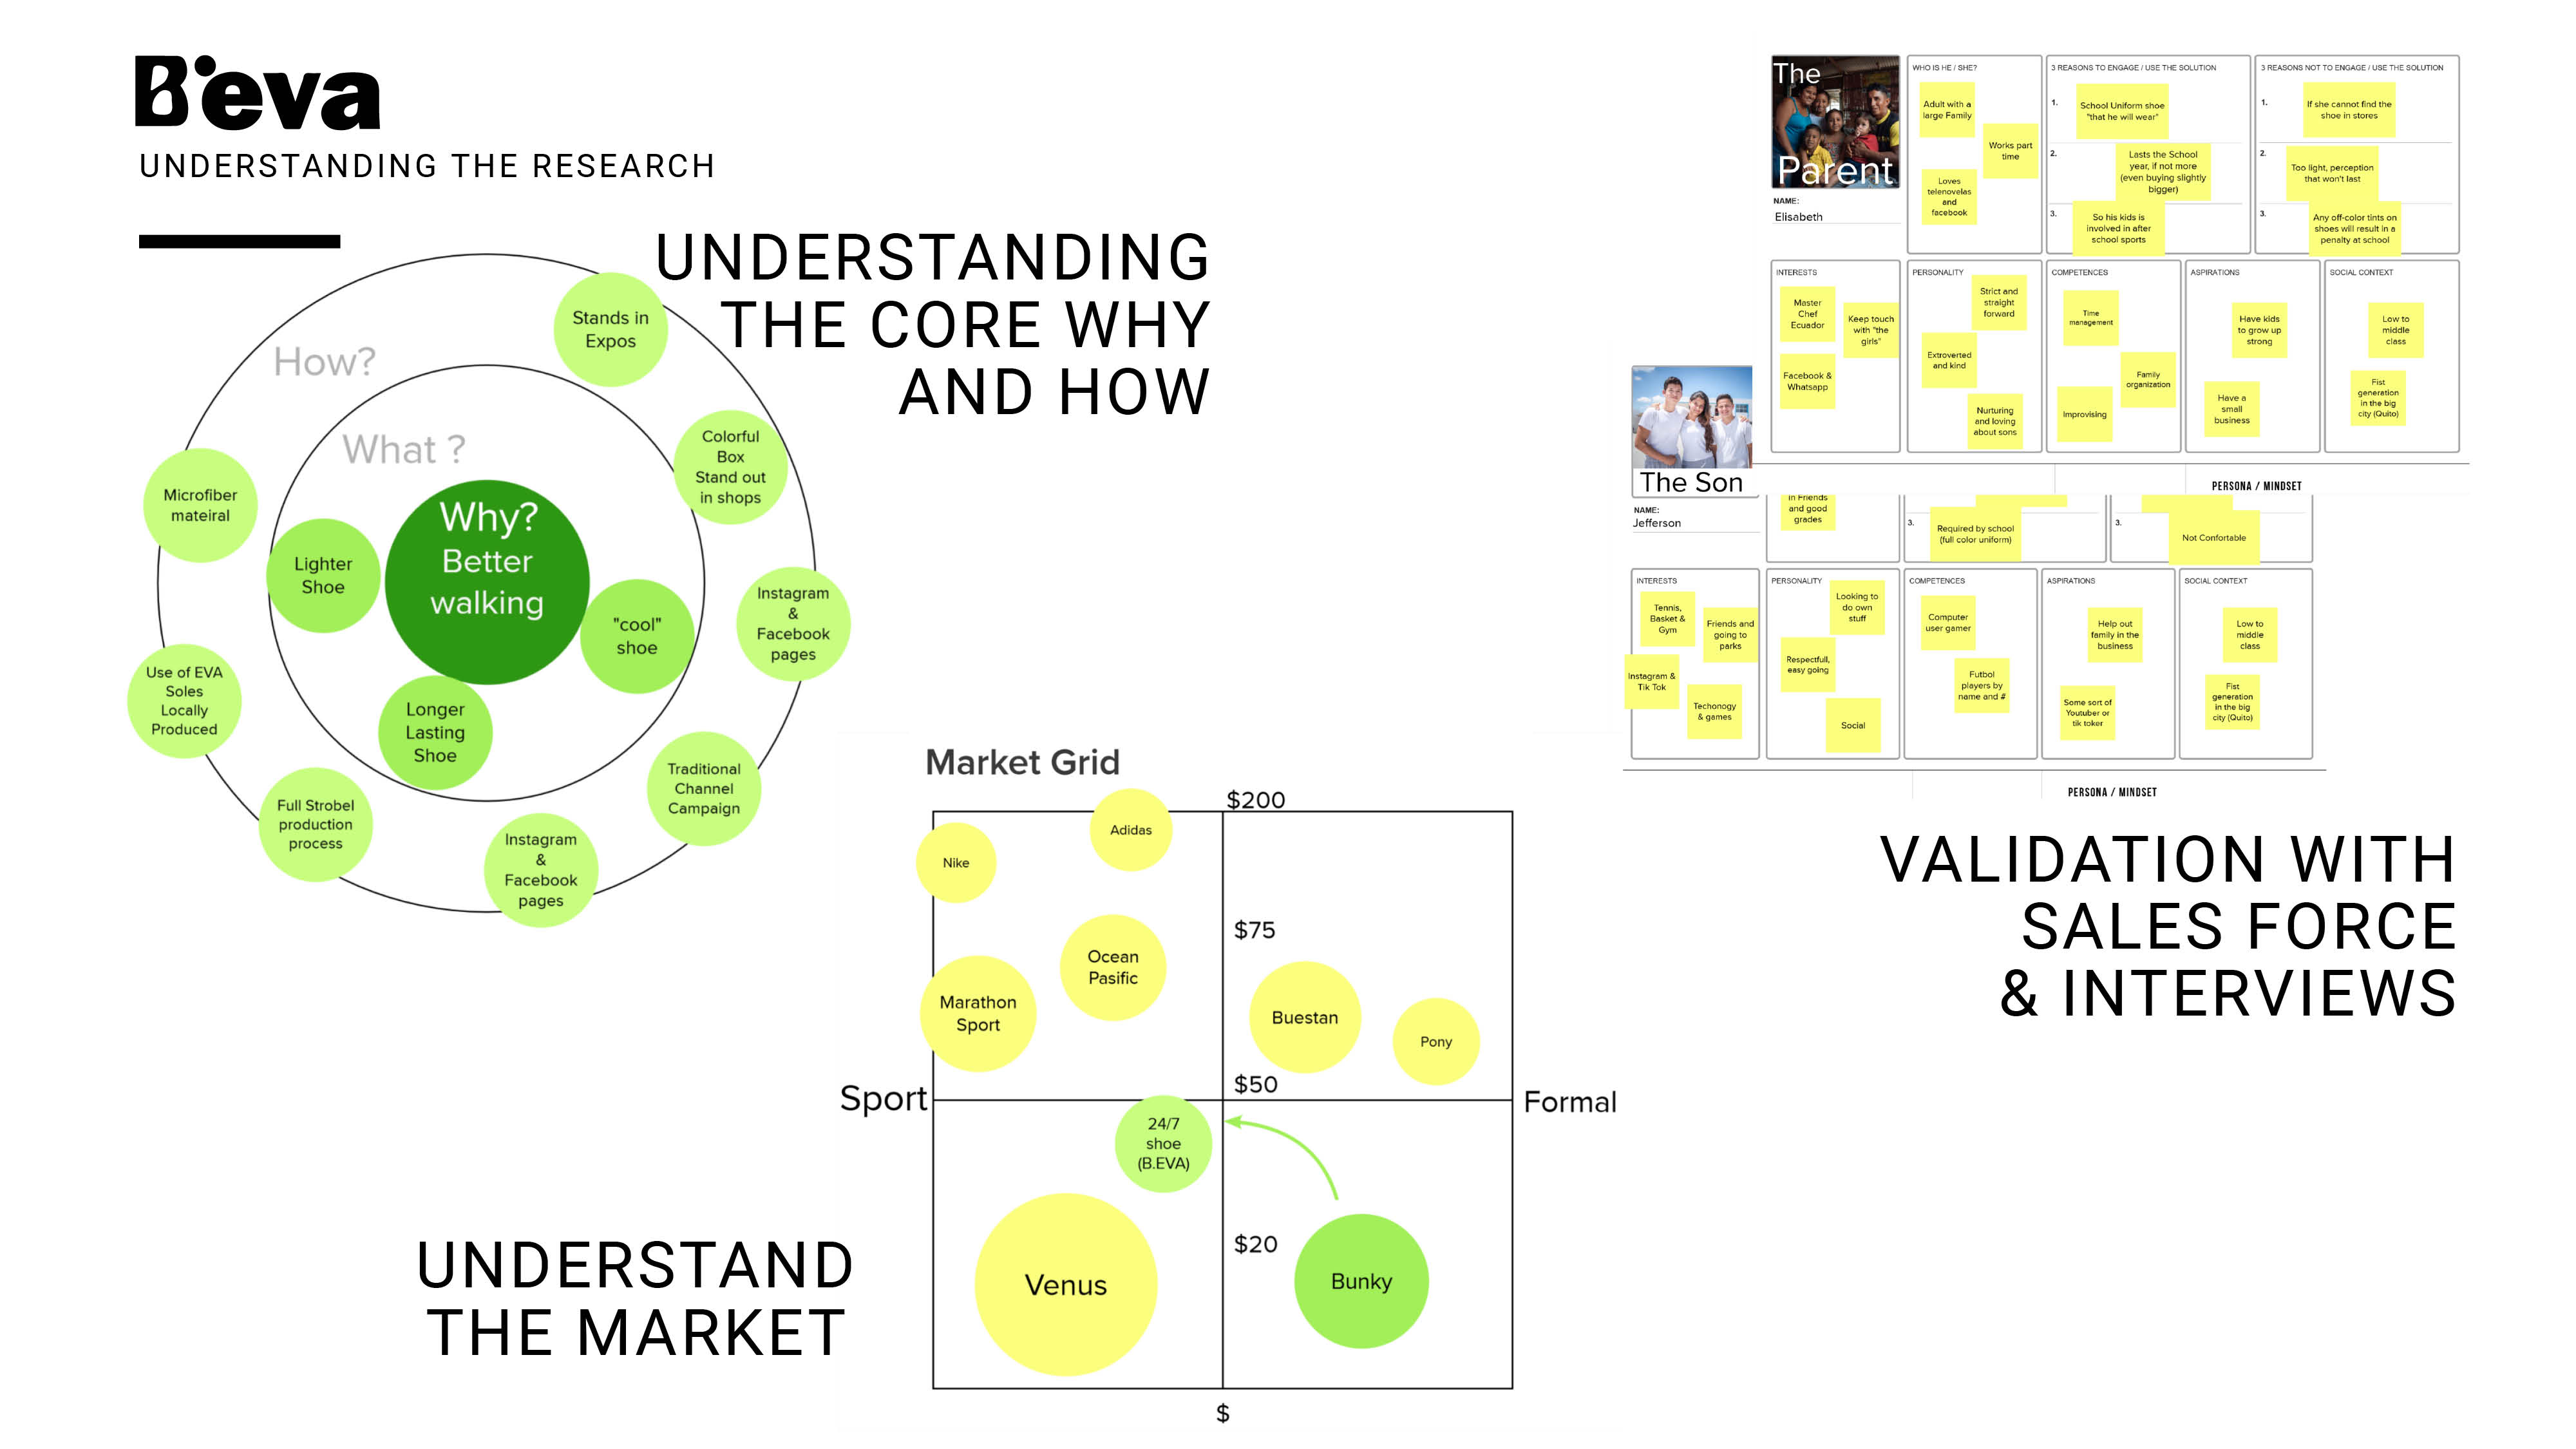 B'eva
UNDERSTANDING THE RESEARCH
UNDERSTANDING
THE CORE WHY
AND HOW
How?
What ?
Why?
Better
walking
Lighter
Shoe
"cool"
shoe
Longer
Lasting
Shoe
Stands in
Expos
Colorful
Box
Stand out
in shops
Instagram
&
Facebook
pages
Traditional
Channel
Campaign
Instagram
&
Facebook
pages
Full Strobel
production
process
Use of EVA
Soles
Locally
Produced
Microfiber
mateiral
UNDERSTAND
THE MARKET
Market Grid
$200
$75
$50
$20
$
Sport
Formal
Nike
Adidas
Ocean
Pasific
Marathon
Sport
Buestan
Pony
24/7
shoe
(B.EVA)
Venus
Bunky
The
Parent
NAME:
Elisabeth
WHO IS HE / SHE?
Adult with a
large Family
Works part
time
Loves
telenovelas
and
facebook
3 REASONS TO ENGAGE / USE THE SOLUTION
1.
School Uniform shoe
"that he will wear"
2.
Lasts the School
year, if not more
(even buying slightly
bigger)
3.
So his kids is
involved in after
school sports
3 REASONS NOT TO ENGAGE / USE THE SOLUTION
1.
If she cannot find the
shoe in stores
2.
Too light, perception
that won't last
3.
Any off-color tints on
shoes will result in a
penalty at school
INTERESTS
Master
Chef
Ecuador
Keep touch
with "the
girls"
Facebook &
Whatsapp
PERSONALITY
Strict and
straight
forward
Extroverted
and kind
Nurturing
and loving
about sons
COMPETENCES
Time
management
Family
organization
Improvising
ASPIRATIONS
Have kids
to grow up
strong
Have a
small
business
SOCIAL CONTEXT
Low to
middle
class
Fist
generation
in the big
city (Quito)
PERSONA / MINDSET
The Son
NAME:
Jefferson
in Friends
and good
grades
3.
Required by school
(full color uniform)
3.
Not Confortable
INTERESTS
Tennis,
Basket &
Gym
Friends and
going to
parks
Instagram &
Tik Tok
Techonogy
& games
PERSONALITY
Looking to
do own
stuff
Respectfull,
easy going
Social
COMPETENCES
Computer
user gamer
Futbol
players by
name and #
ASPIRATIONS
Help out
family in the
business
Some sort of
Youtuber or
tik toker
SOCIAL CONTEXT
Low to
middle
class
Fist
generation
in the big
city (Quito)
PERSONA / MINDSET
VALIDATION WITH
SALES FORCE
& INTERVIEWS